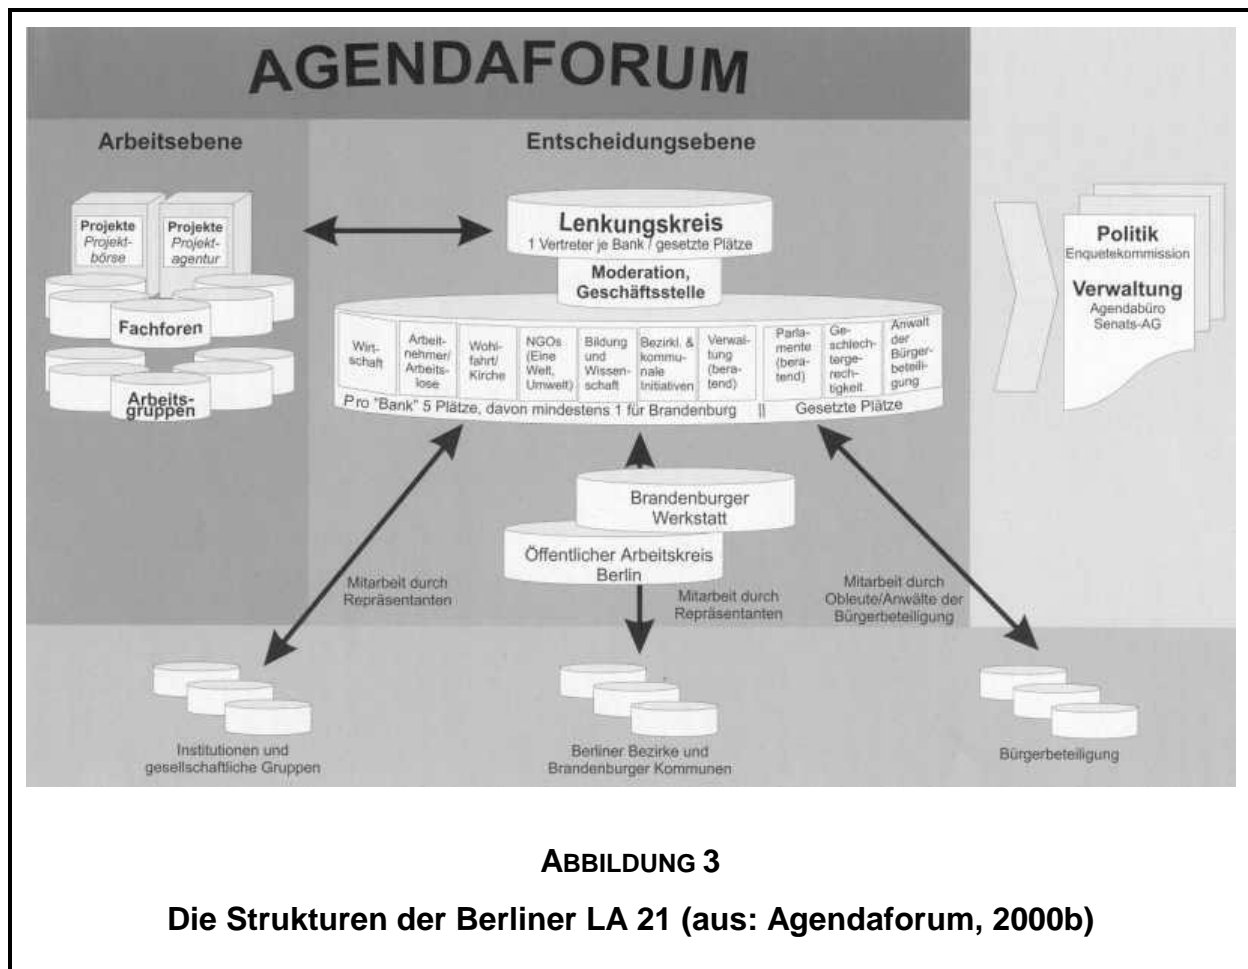 AGENDAFORUM
Arbeitsebene
Entscheidungsebene
Projekte
Projekt-
börse
Projekte
Projekt-
agentur
Fachforen
Arbeits-
gruppen
Lenkungskreis
1 Vertreter je Bank / gesetzte Plätze
Moderation,
Geschäftsstelle
Wirt-
schaft
Arbeit-
nehmer/
Arbeits-
lose
Wohl-
fahrt/
Kirche
NGOs
(Eine
Welt,
Umwelt)
Bildung
und
Wissen-
schaft
Bezirkl. &
kommu-
nale
Initiativen
Verwal-
tung
(bera-
tend)
Parla-
mente
(bera-
tend)
Ge-
schlech-
terge-
rech-
tigkeit
Anwalt
der
Bürger-
beteili-
gung
Pro "Bank" 5 Plätze, davon mindestens 1 für Brandenburg || Gesetzte Plätze
Politik
Enquetekommission
Verwaltung
Agendabüro
Senats-AG
Brandenburger
Werkstatt
Öffentlicher Arbeitskreis
Berlin
Mitarbeit durch
Repräsentanten
Mitarbeit durch
Repräsentanten
Mitarbeit durch
Obleute/Anwälte der
Bürgerbeteiligung
Institutionen und
gesellschaftliche Gruppen
Berliner Bezirke und
Brandenburger Kommunen
Bürgerbeteiligung
ABBILDUNG 3
Die Strukturen der Berliner LA 21 (aus: Agendaforum, 2000b)